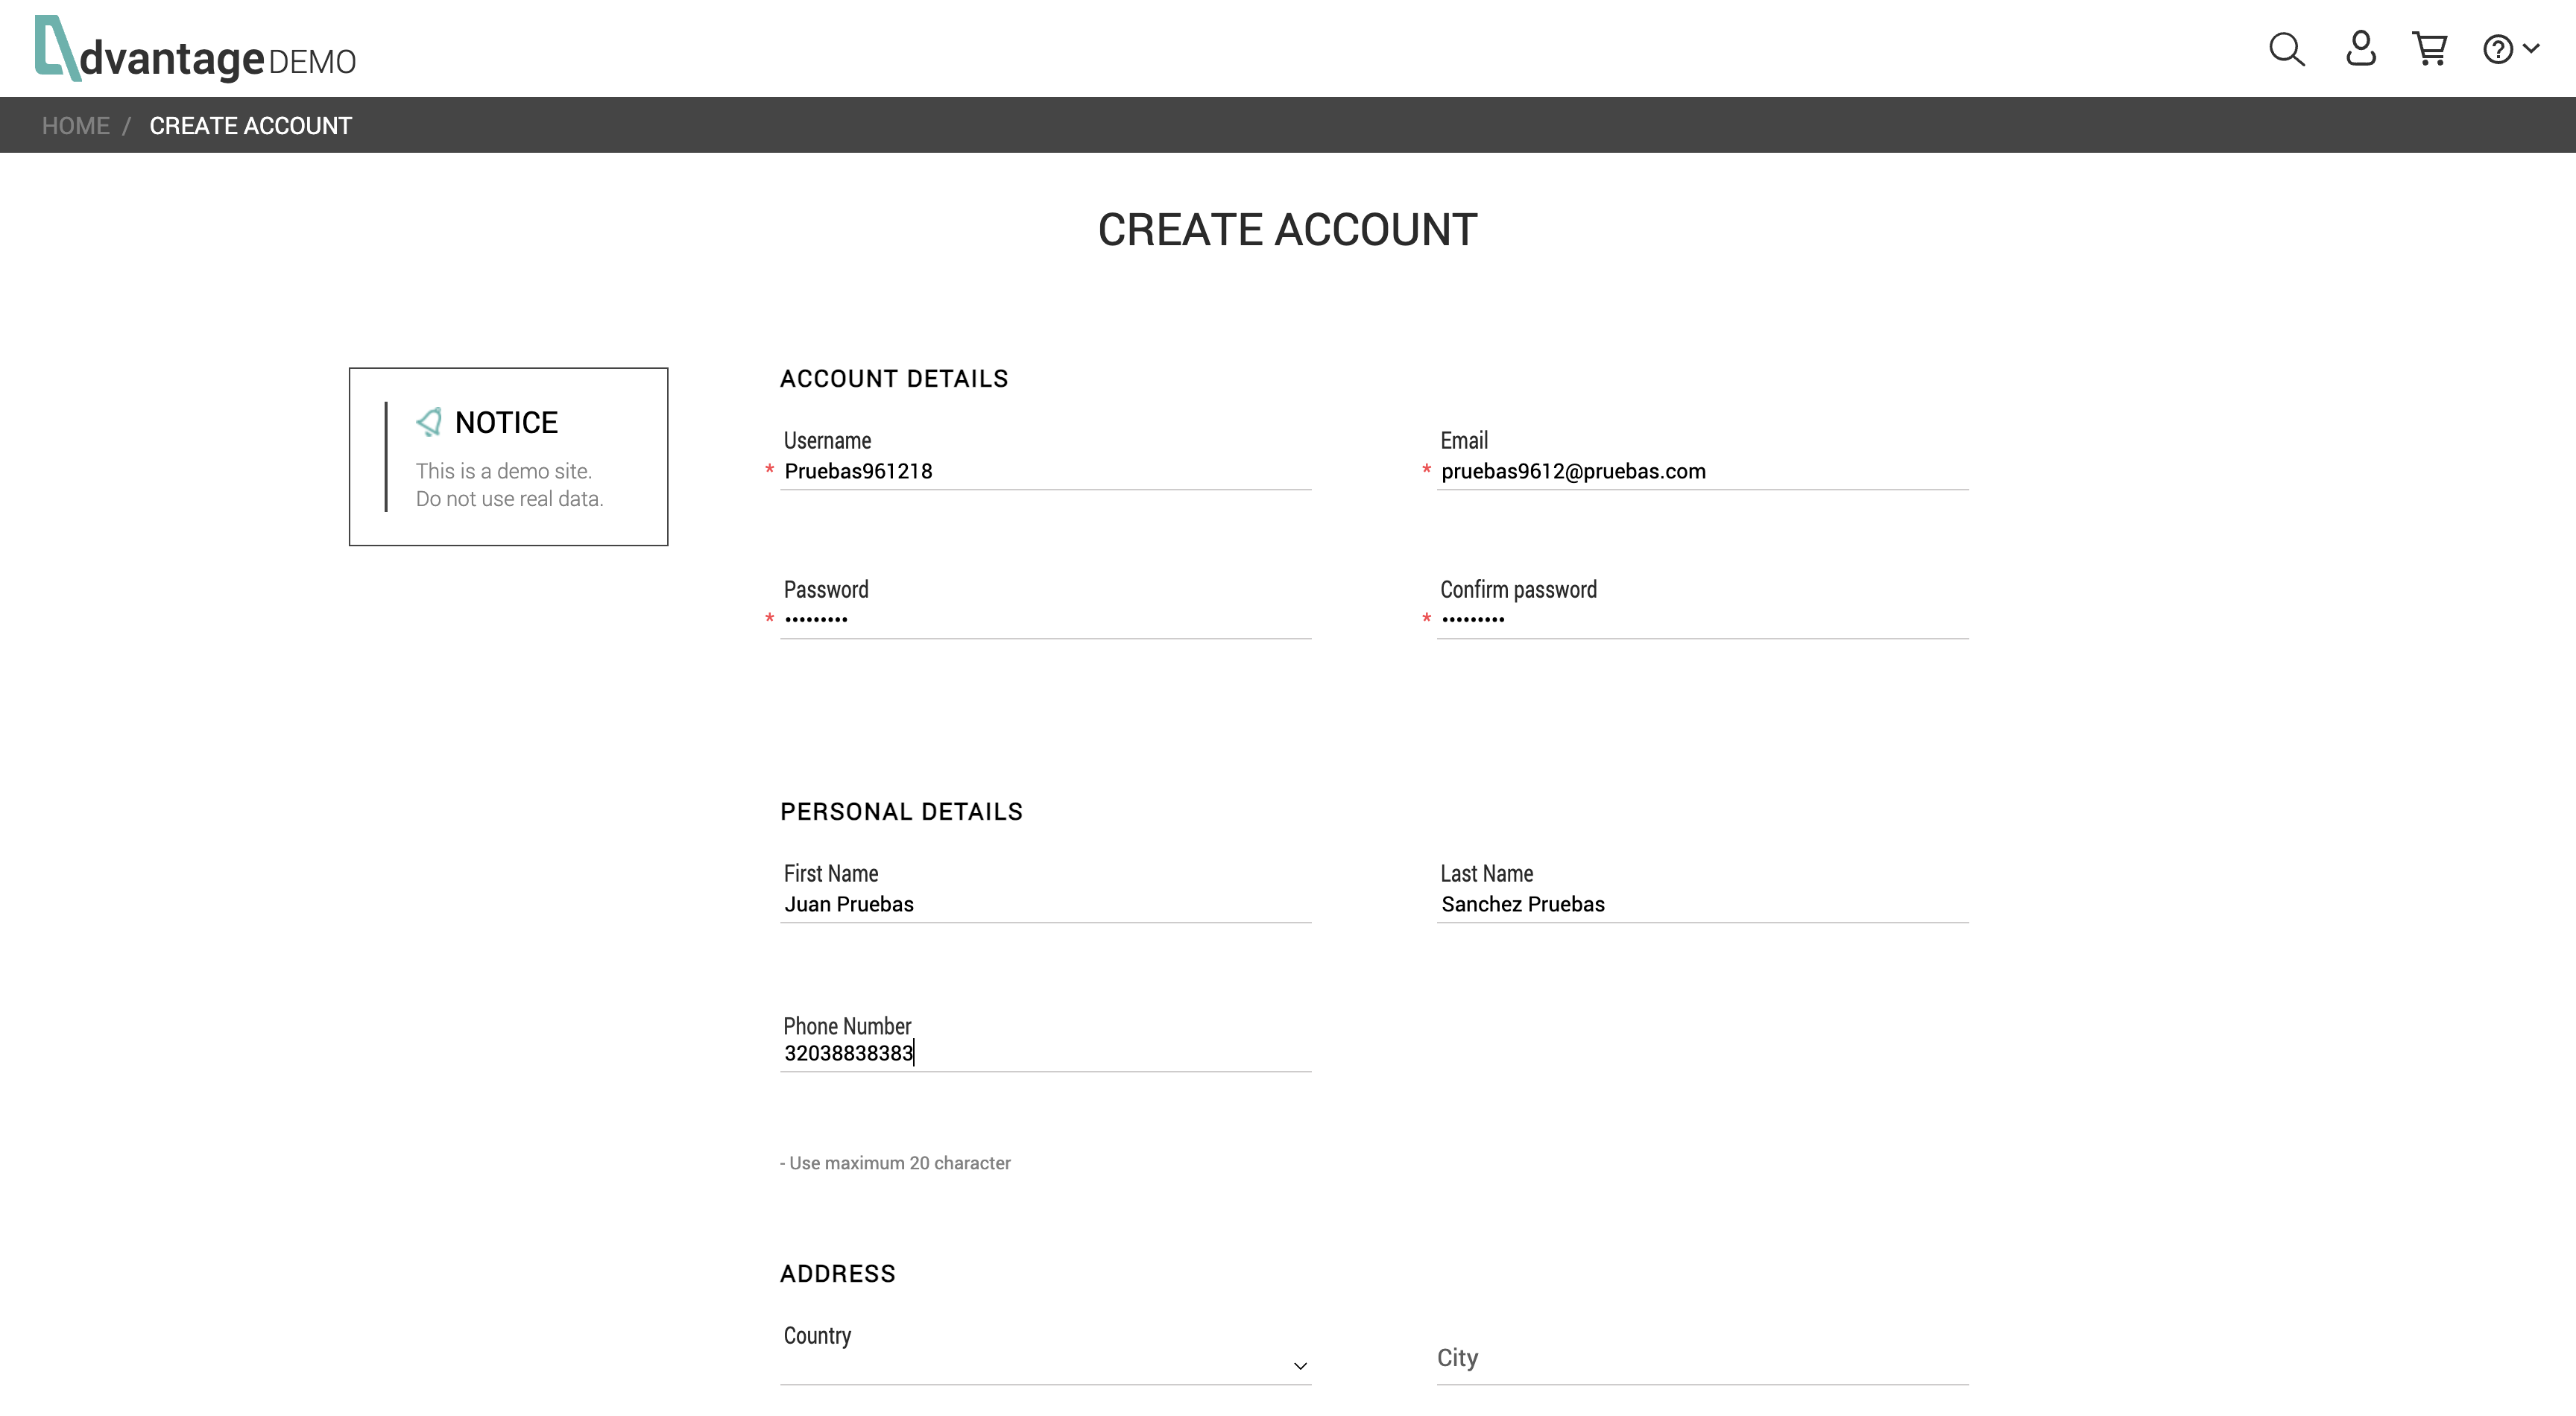 dvantage DEMO
HOME / CREATE ACCOUNT
CREATE ACCOUNT
NOTICE
This is a demo site.
Do not use real data.
ACCOUNT DETAILS
Username
* Pruebas961218
Email
* pruebas9612@pruebas.com
Password
* •••••••••
Confirm password
* •••••••••
PERSONAL DETAILS
First Name
Juan Pruebas
Last Name
Sanchez Pruebas
Phone Number
32038838383
- Use maximum 20 character
ADDRESS
Country
City